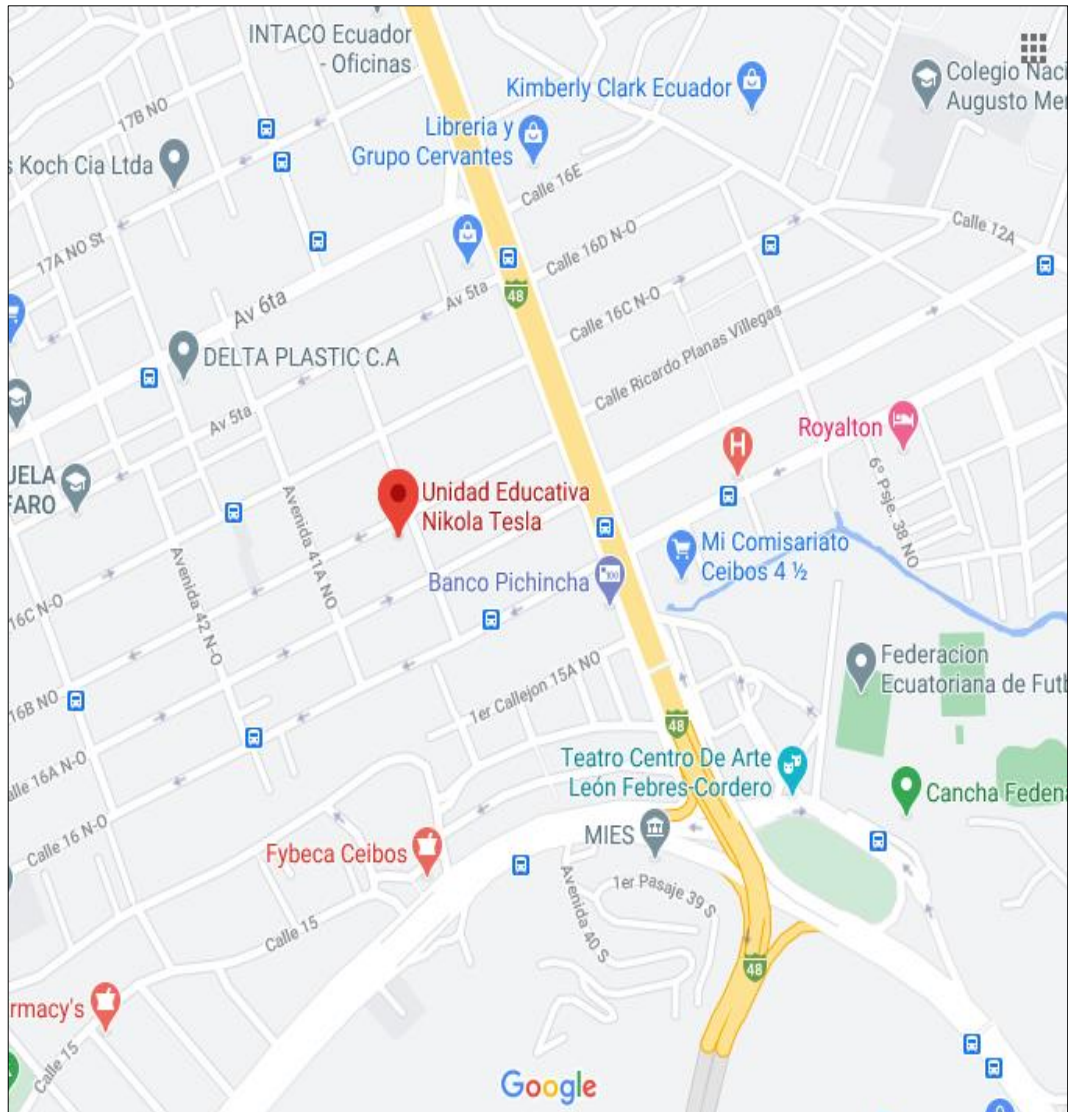 INTACO Ecuador
- Oficinas
Kimberly Clark Ecuador
Colegio Naci
Augusto Men
17B NO
Libreria y
Grupo Cervantes
s Koch Cia Ltda
Calle 16E
Calle 12A
Calle 16D N-O
17A NO St
48
Av 5ta
Calle 16C N-O
Av 6ta
DELTA PLASTIC C.A
Calle Ricardo Planas Villegas
Av 5ta
Royalton
H
6º Psje. 38 NO
UELA
FARO
Avenida 41A NO
Unidad Educativa
Nikola Tesla
Mi Comisariato
Ceibos 4 ½
Banco Pichincha
16C N-O
Avenida 42 N-O
Federacion
Ecuatoriana de Futb
16B NO
1er Callejon 15A NO
48
Teatro Centro De Arte
León Febres-Cordero
alle 16A N-O
Cancha Fedena
MIES
Calle 16 N-O
Fybeca Ceibos
1er Pasaje 39 S
Avenida 40 S
Calle 15
48
rmacy's
Calle 15
Google